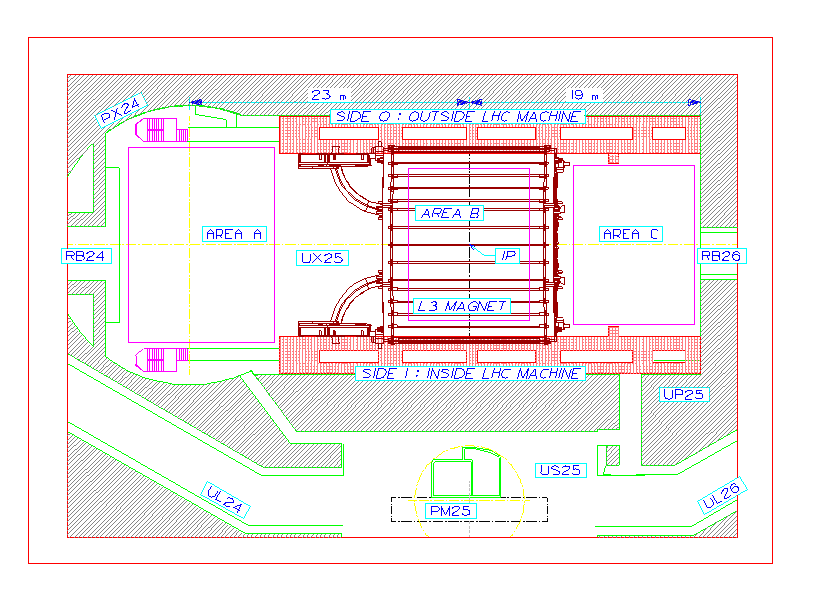 23 m
19 m
PX24
SIDE O : OUTSIDE LHC MACHINE
AREA B
AREA A
AREA C
RB24
UX25
IP
RB26
L3 MAGNET
SIDE I : INSIDE LHC MACHINE
UP25
US25
UL24
UL26
PM25